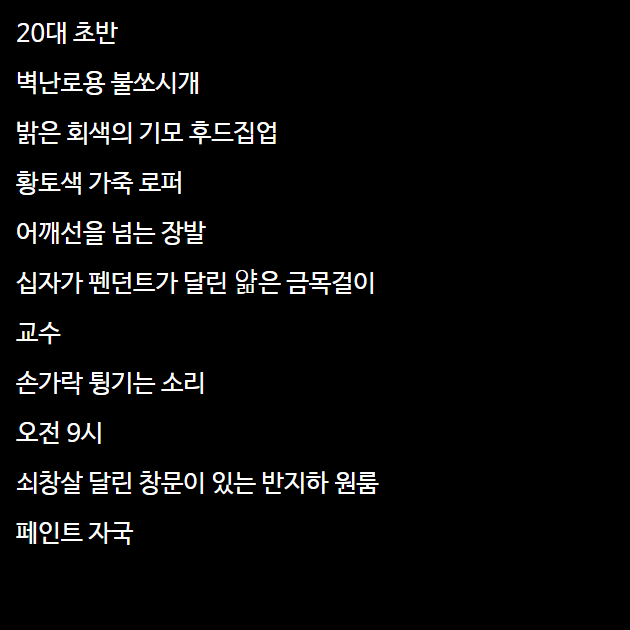 20대 초반
벽난로용 불쏘시개
밝은 회색의 기모 후드집업
황토색 가죽 로퍼
어깨선을 넘는 장발
십자가 펜던트가 달린 얇은 금목걸이
교수
손가락 튕기는 소리
오전 9시
쇠창살 달린 창문이 있는 반지하 원룸
페인트 자국